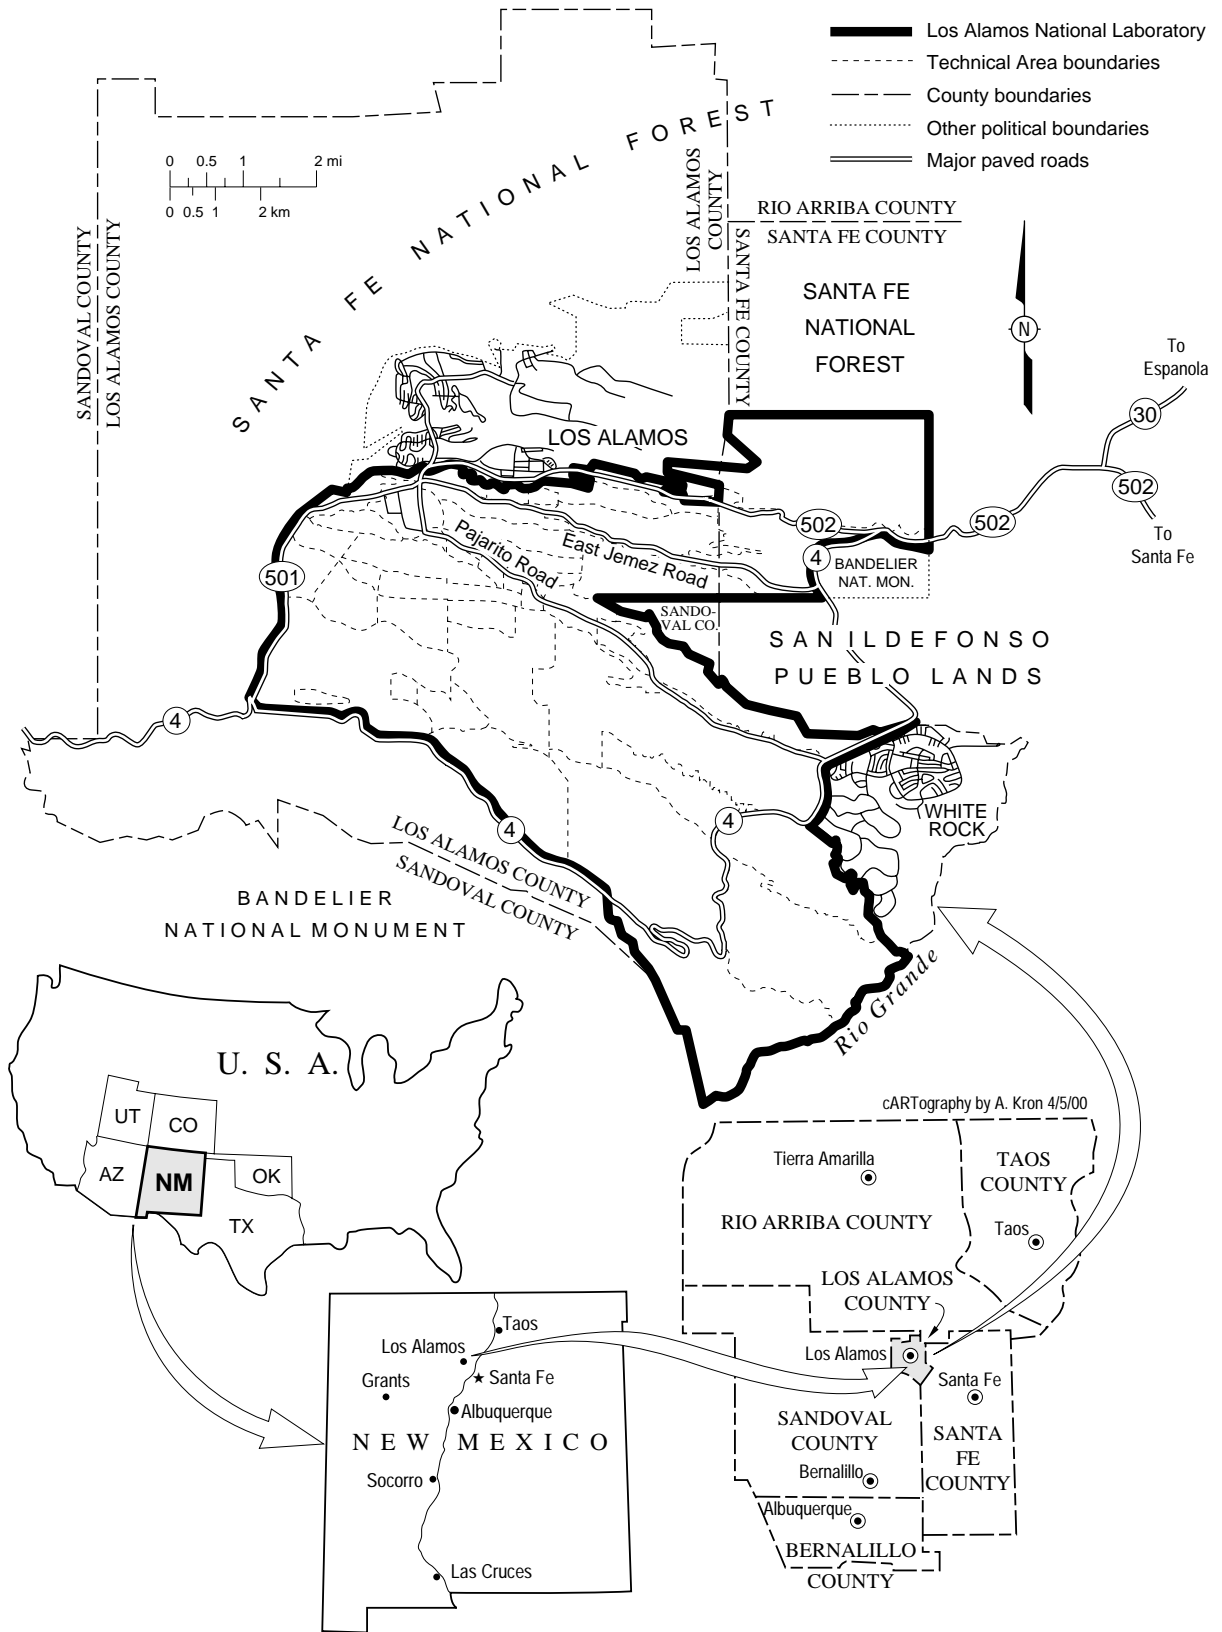 Los Alamos National Laboratory
Technical Area boundaries
County boundaries
Other political boundaries
Major paved roads
0 0.5 1 2 mi
0 0.5 1 2 km
SANTA FE NATIONAL FOREST
SANDOVAL COUNTY
LOS ALAMOS COUNTY
LOS ALAMOS
COUNTY
SANTA FE COUNTY
RIO ARRIBA COUNTY
SANTA FE COUNTY
SANTA FE
NATIONAL
FOREST
N
To
Espanola
30
502
To
Santa Fe
LOS ALAMOS
502
502
4
BANDELIER
NAT. MON.
501
Pajarito Road
East Jemez Road
SANDO-
VAL CO.
SAN ILDEFONSO
PUEBLO LANDS
4
4
4
WHITE
ROCK
LOS ALAMOS COUNTY
SANDOVAL COUNTY
BANDELIER
NATIONAL MONUMENT
Rio Grande
U. S. A.
UT
CO
AZ
NM
OK
TX
cARTography by A. Kron 4/5/00
Tierra Amarilla
TAOS
COUNTY
RIO ARRIBA COUNTY
Taos
LOS ALAMOS
COUNTY
Los Alamos
Santa Fe
SANDOVAL
COUNTY
SANTA
FE
COUNTY
Bernalillo
Albuquerque
BERNALILLO
COUNTY
Taos
Los Alamos
Santa Fe
Grants
Albuquerque
NEW MEXICO
Socorro
Las Cruces